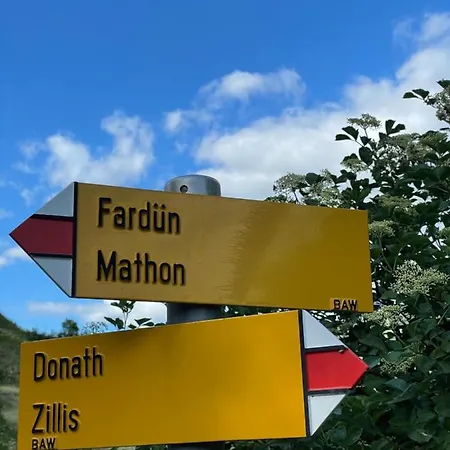 Fardün
Mathon
BAW
Donath
Zillis
BAW